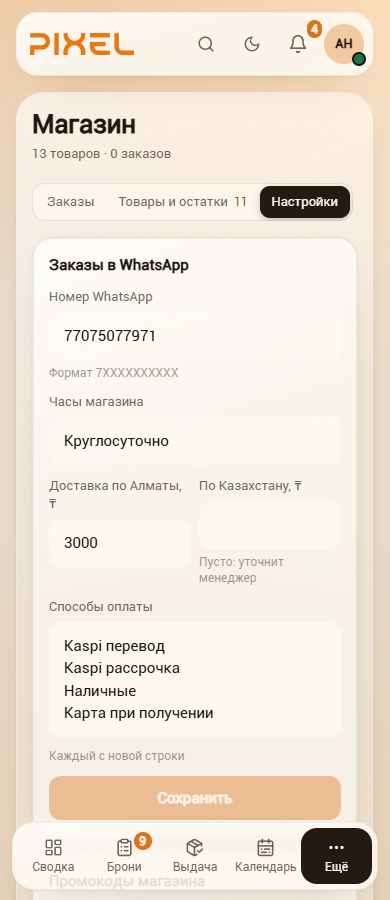 PIXEL
4
АН
Магазин
13 товаров · 0 заказов
Заказы Товары и остатки 11 Настройки
Заказы в WhatsApp
Номер WhatsApp
77075077971
Формат 7XXXXXXXXXX
Часы магазина
Круглосуточно
Доставка по Алматы, ₸
3000
По Казахстану, ₸
Пусто: уточнит
менеджер
Способы оплаты
Kaspi перевод
Kaspi рассрочка
Наличные
Карта при получении
Каждый с новой строки
Сохранить
9
Сводка Брони Выдача Календарь Ещё
Промокоды магазина